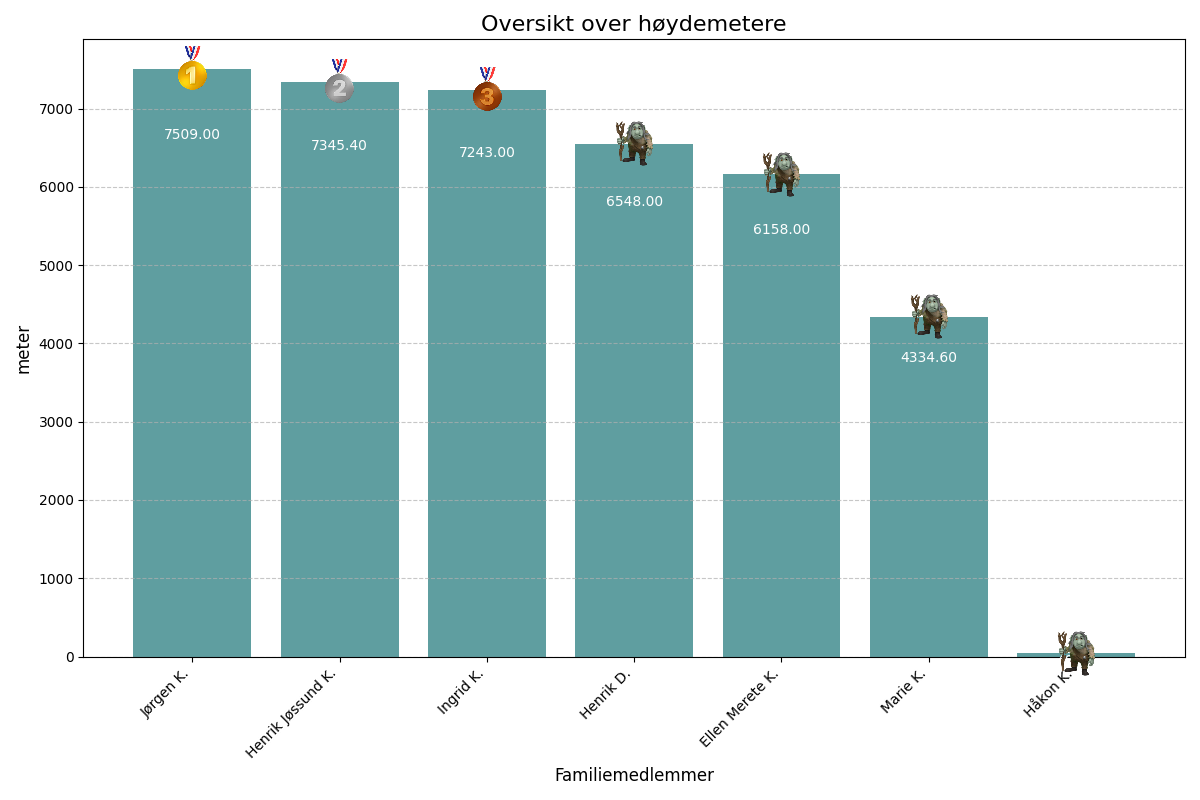 Oversikt over høydemetere
1
2
3
7509.00
7345.40
7243.00
6548.00
6158.00
4334.60
7000
6000
5000
4000
3000
2000
1000
0
meter
Jørgen K.
Henrik Jøssund K.
Ingrid K.
Henrik D.
Ellen Merete K.
Marie K.
Håkon K.
Familiemedlemmer